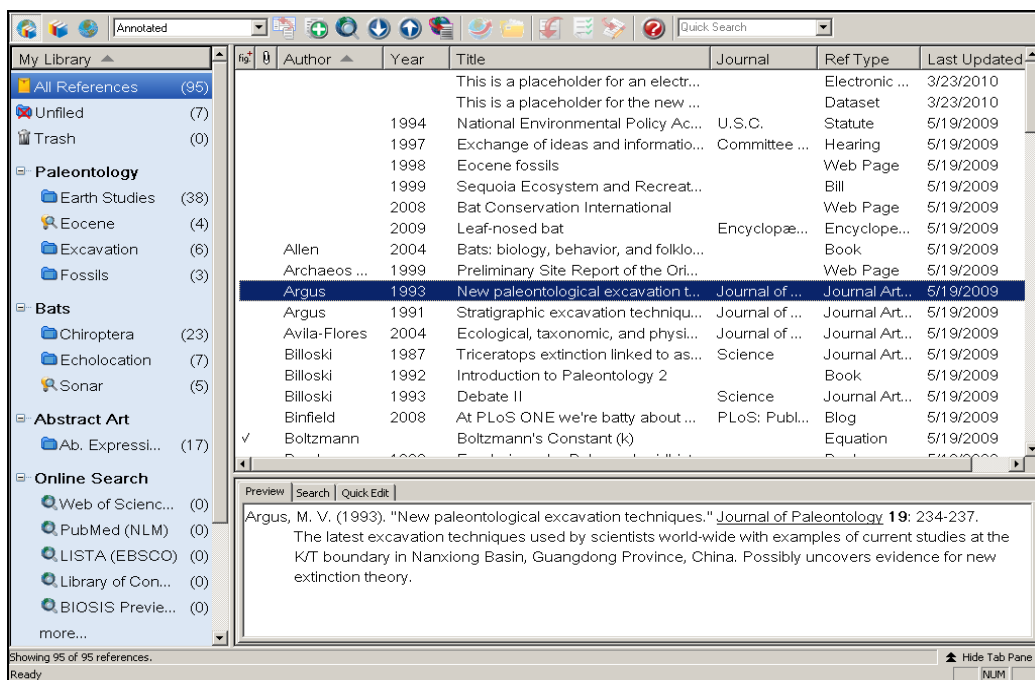 Annotated Quick Search
My Library
All References (95)
Unfiled (7)
Trash (0)
Paleontology
Earth Studies (38)
Eocene (4)
Excavation (6)
Fossils (3)
Bats
Chiroptera (23)
Echolocation (7)
Sonar (5)
Abstract Art
Ab. Expressi... (17)
Online Search
Web of Scienc... (0)
PubMed (NLM) (0)
LISTA (EBSCO) (0)
Library of Con... (0)
BIOSIS Previe... (0)
more...
fig. Author Year Title Journal Ref Type Last Updated
This is a placeholder for an electr... Electronic ... 3/23/2010
This is a placeholder for the new ... Dataset 3/23/2010
1994 National Environmental Policy Ac... U.S.C. Statute 5/19/2009
1997 Exchange of ideas and informatio... Committee ... Hearing 5/19/2009
1998 Eocene fossils Web Page 5/19/2009
1999 Sequoia Ecosystem and Recreat... Bill 5/19/2009
2008 Bat Conservation International Web Page 5/19/2009
2009 Leaf-nosed bat Encyclopæ... Encyclope... 5/19/2009
Allen 2004 Bats: biology, behavior, and folklo... Book 5/19/2009
Archaeos ... 1999 Preliminary Site Report of the Ori... Web Page 5/19/2009
Argus 1993 New paleontological excavation t... Journal of ... Journal Art... 5/19/2009
Argus 1991 Stratigraphic excavation techniqu... Journal of ... Journal Art... 5/19/2009
Avila-Flores 2004 Ecological, taxonomic, and physi... Journal of ... Journal Art... 5/19/2009
Billoski 1987 Triceratops extinction linked to as... Science Journal Art... 5/19/2009
Billoski 1992 Introduction to Paleontology 2 Book 5/19/2009
Billoski 1993 Debate II Science Journal Art... 5/19/2009
Binfield 2008 At PLoS ONE we're batty about ... PLoS: Publ... Blog 5/19/2009
√ Boltzmann Boltzmann's Constant (k) Equation 5/19/2009
Preview Search Quick Edit
Argus, M. V. (1993). "New paleontological excavation techniques." Journal of Paleontology 19: 234-237.
The latest excavation techniques used by scientists world-wide with examples of current studies at the
K/T boundary in Nanxiong Basin, Guangdong Province, China. Possibly uncovers evidence for new
extinction theory.
Showing 95 of 95 references. Hide Tab Pane
Ready NUM